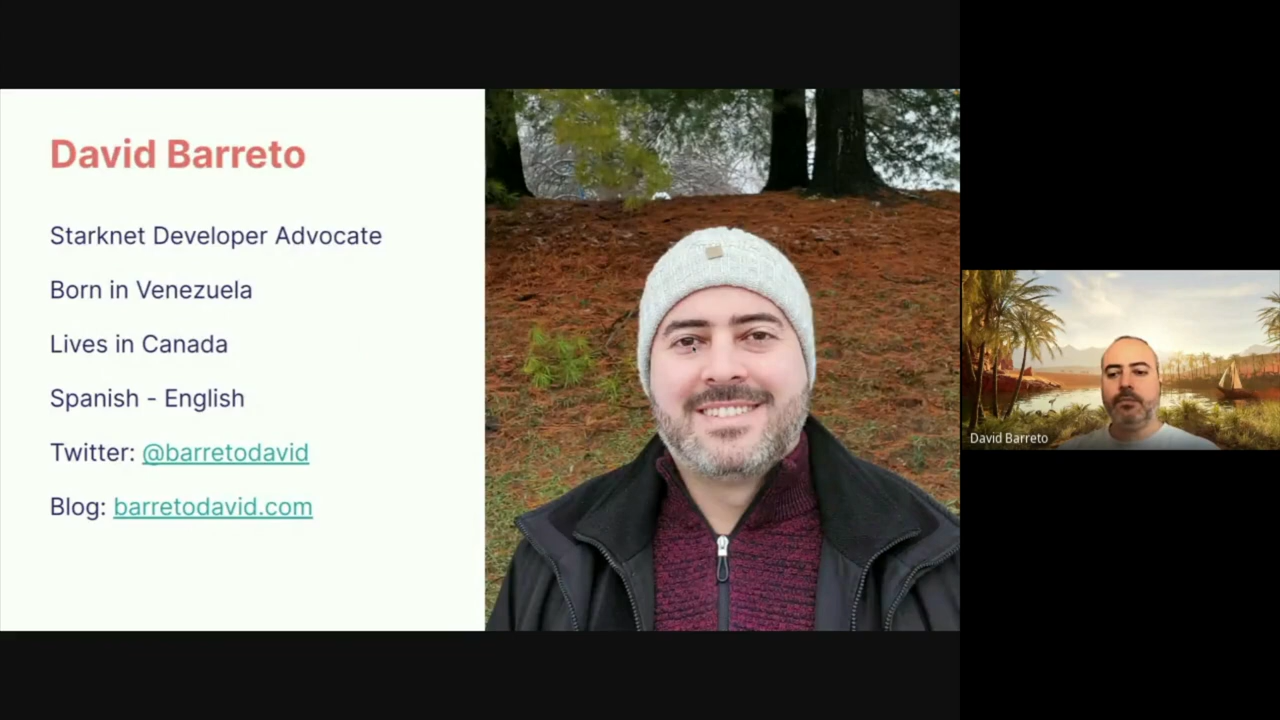 David Barreto
Starknet Developer Advocate
Born in Venezuela
Lives in Canada
Spanish - English
Twitter: @barretodavid
Blog: barretodavid.com
David Barreto